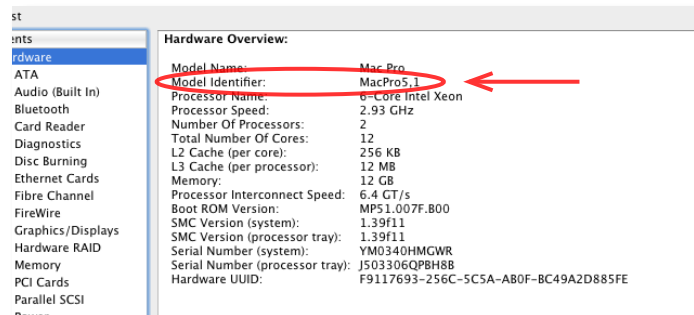 st
ents
rdware
ATA
Audio (Built In)
Bluetooth
Card Reader
Diagnostics
Disc Burning
Ethernet Cards
Fibre Channel
FireWire
Graphics/Displays
Hardware RAID
Memory
PCI Cards
Parallel SCSI
Power
Hardware Overview:
Model Name: Mac Pro
Model Identifier: MacPro5,1
Processor Name: 6-Core Intel Xeon
Processor Speed: 2.93 GHz
Number Of Processors: 2
Total Number Of Cores: 12
L2 Cache (per core): 256 KB
L3 Cache (per processor): 12 MB
Memory: 12 GB
Processor Interconnect Speed: 6.4 GT/s
Boot ROM Version: MP51.007F.B00
SMC Version (system): 1.39f11
SMC Version (processor tray): 1.39f11
Serial Number (system): YM0340HMGWR
Serial Number (processor tray): J503306QPBH8B
Hardware UUID: F9117693-256C-5C5A-AB0F-BC49A2D885FE